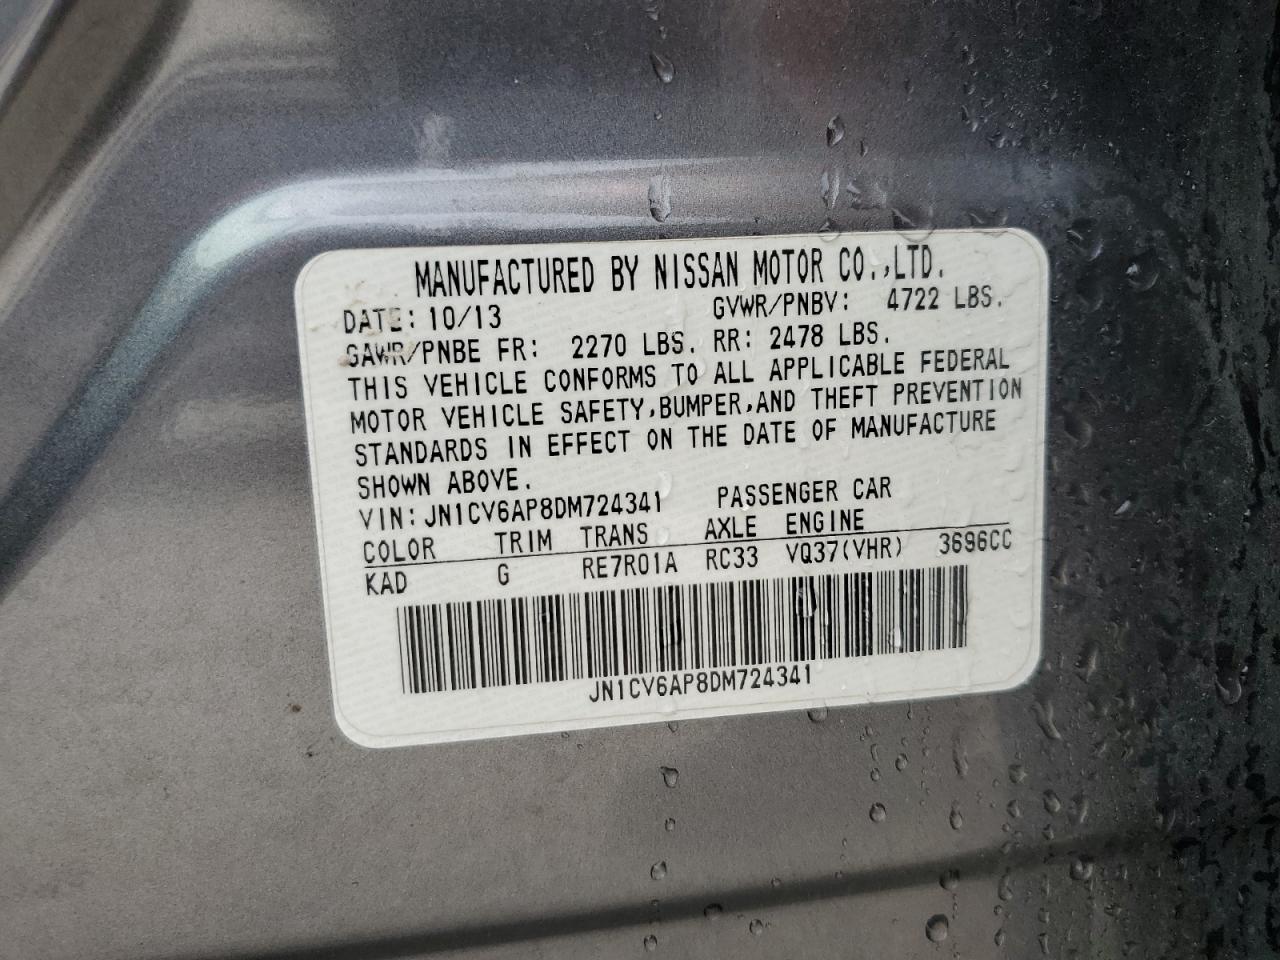 MANUFACTURED BY NISSAN MOTOR CO.,LTD.
DATE: 10/13 GVWR/PNBV: 4722 LBS.
GAWR/PNBE FR: 2270 LBS. RR: 2478 LBS.
THIS VEHICLE CONFORMS TO ALL APPLICABLE FEDERAL
MOTOR VEHICLE SAFETY,BUMPER,AND THEFT PREVENTION
STANDARDS IN EFFECT ON THE DATE OF MANUFACTURE
SHOWN ABOVE.
VIN: JN1CV6AP8DM724341 PASSENGER CAR
COLOR TRIM TRANS AXLE ENGINE
KAD G RE7R01A RC33 VQ37(VHR) 3696CC
JN1CV6AP8DM724341